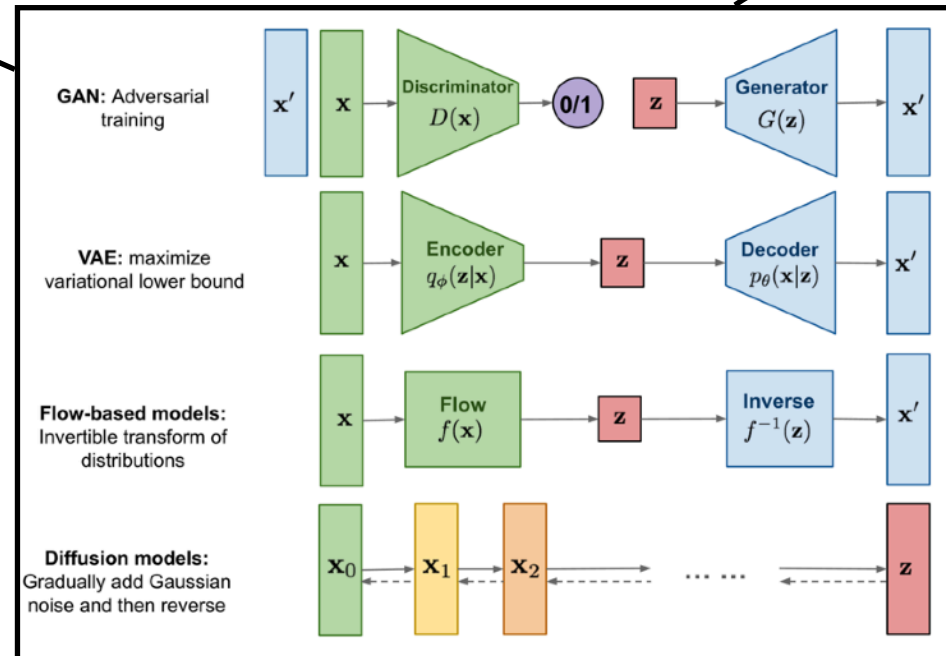 GAN: Adversarial
training
x′
x
Discriminator
D(x)
0/1
z
Generator
G(z)
x′
VAE: maximize
variational lower bound
x
Encoder
qϕ(z|x)
z
Decoder
pθ(x|z)
x′
Flow-based models:
Invertible transform of
distributions
x
Flow
f(x)
z
Inverse
f⁻¹(z)
x′
Diffusion models:
Gradually add Gaussian
noise and then reverse
x₀
x₁
x₂
... ...
z